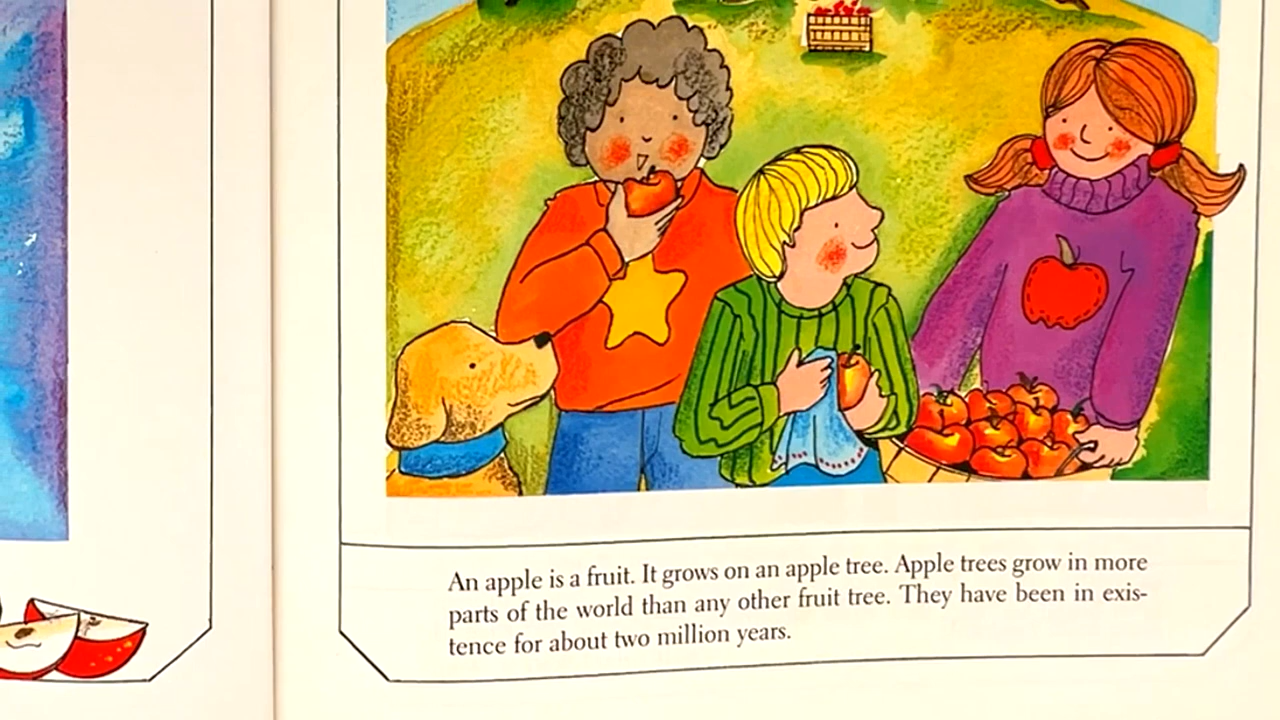 An apple is a fruit. It grows on an apple tree. Apple trees grow in more
parts of the world than any other fruit tree. They have been in exis-
tence for about two million years.